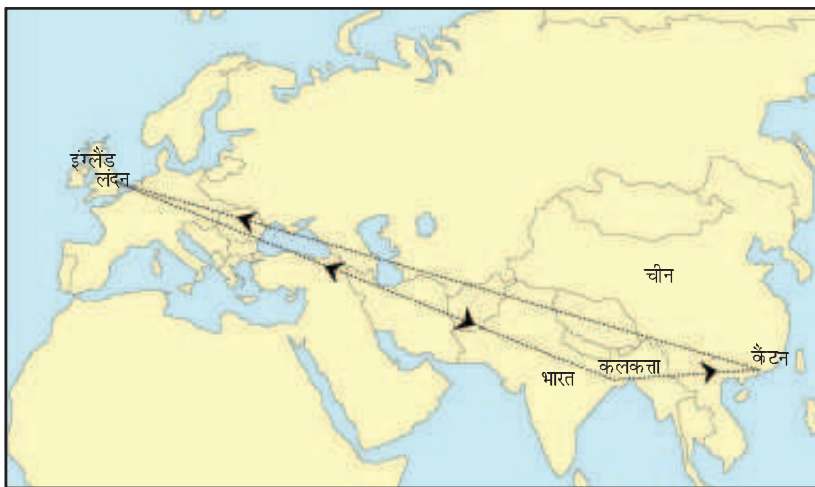 इंग्लैंड
लंदन
चीन
कैंटन
कलकत्ता
भारत